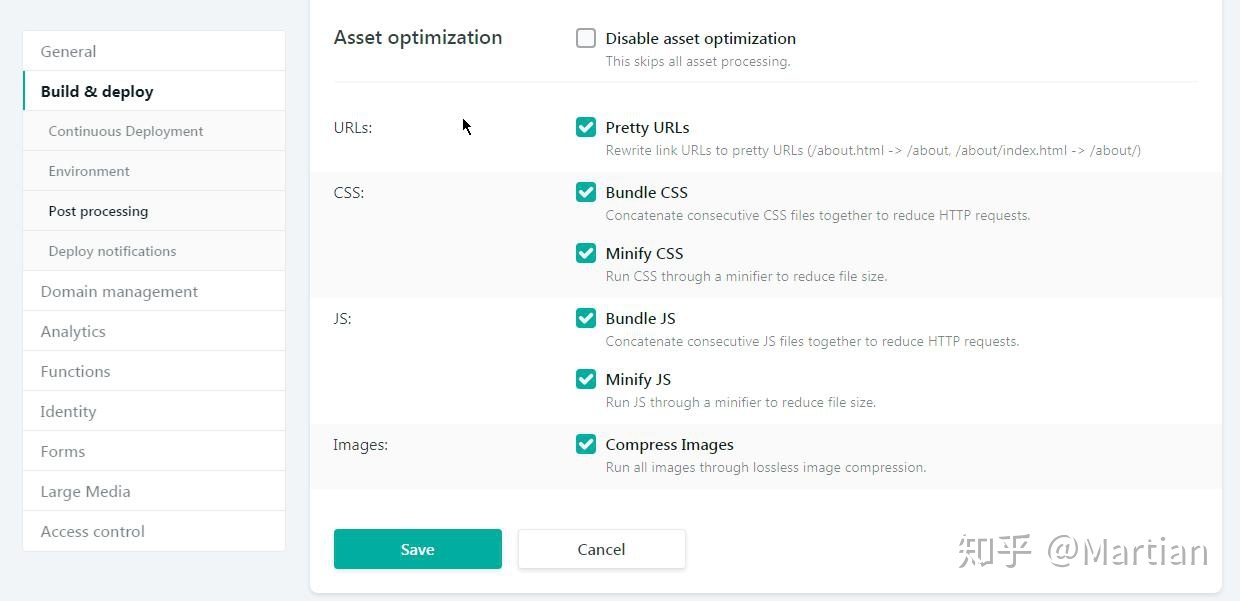 General
Build & deploy
Continuous Deployment
Environment
Post processing
Deploy notifications
Domain management
Analytics
Functions
Identity
Forms
Large Media
Access control
Asset optimization
Disable asset optimization
This skips all asset processing.
URLs:
Pretty URLs
Rewrite link URLs to pretty URLs (/about.html -> /about, /about/index.html -> /about/)
CSS:
Bundle CSS
Concatenate consecutive CSS files together to reduce HTTP requests.
Minify CSS
Run CSS through a minifier to reduce file size.
JS:
Bundle JS
Concatenate consecutive JS files together to reduce HTTP requests.
Minify JS
Run JS through a minifier to reduce file size.
Images:
Compress Images
Run all images through lossless image compression.
Save
Cancel
知乎 @Martian